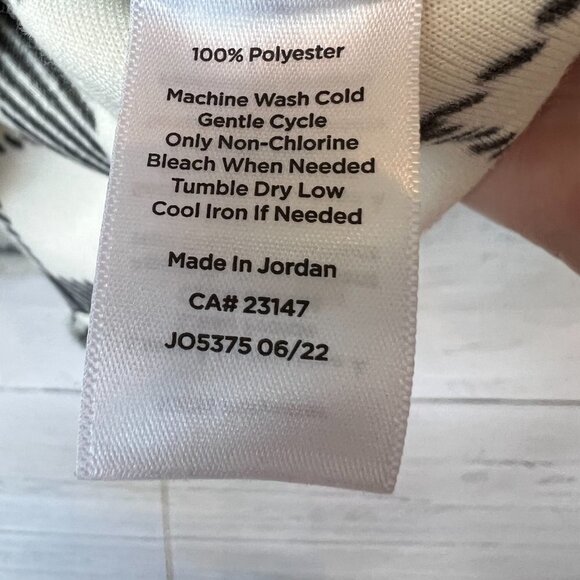 100% Polyester
Machine Wash Cold
Gentle Cycle
Only Non-Chlorine
Bleach When Needed
Tumble Dry Low
Cool Iron If Needed
Made In Jordan
CA# 23147
JO5375 06/22